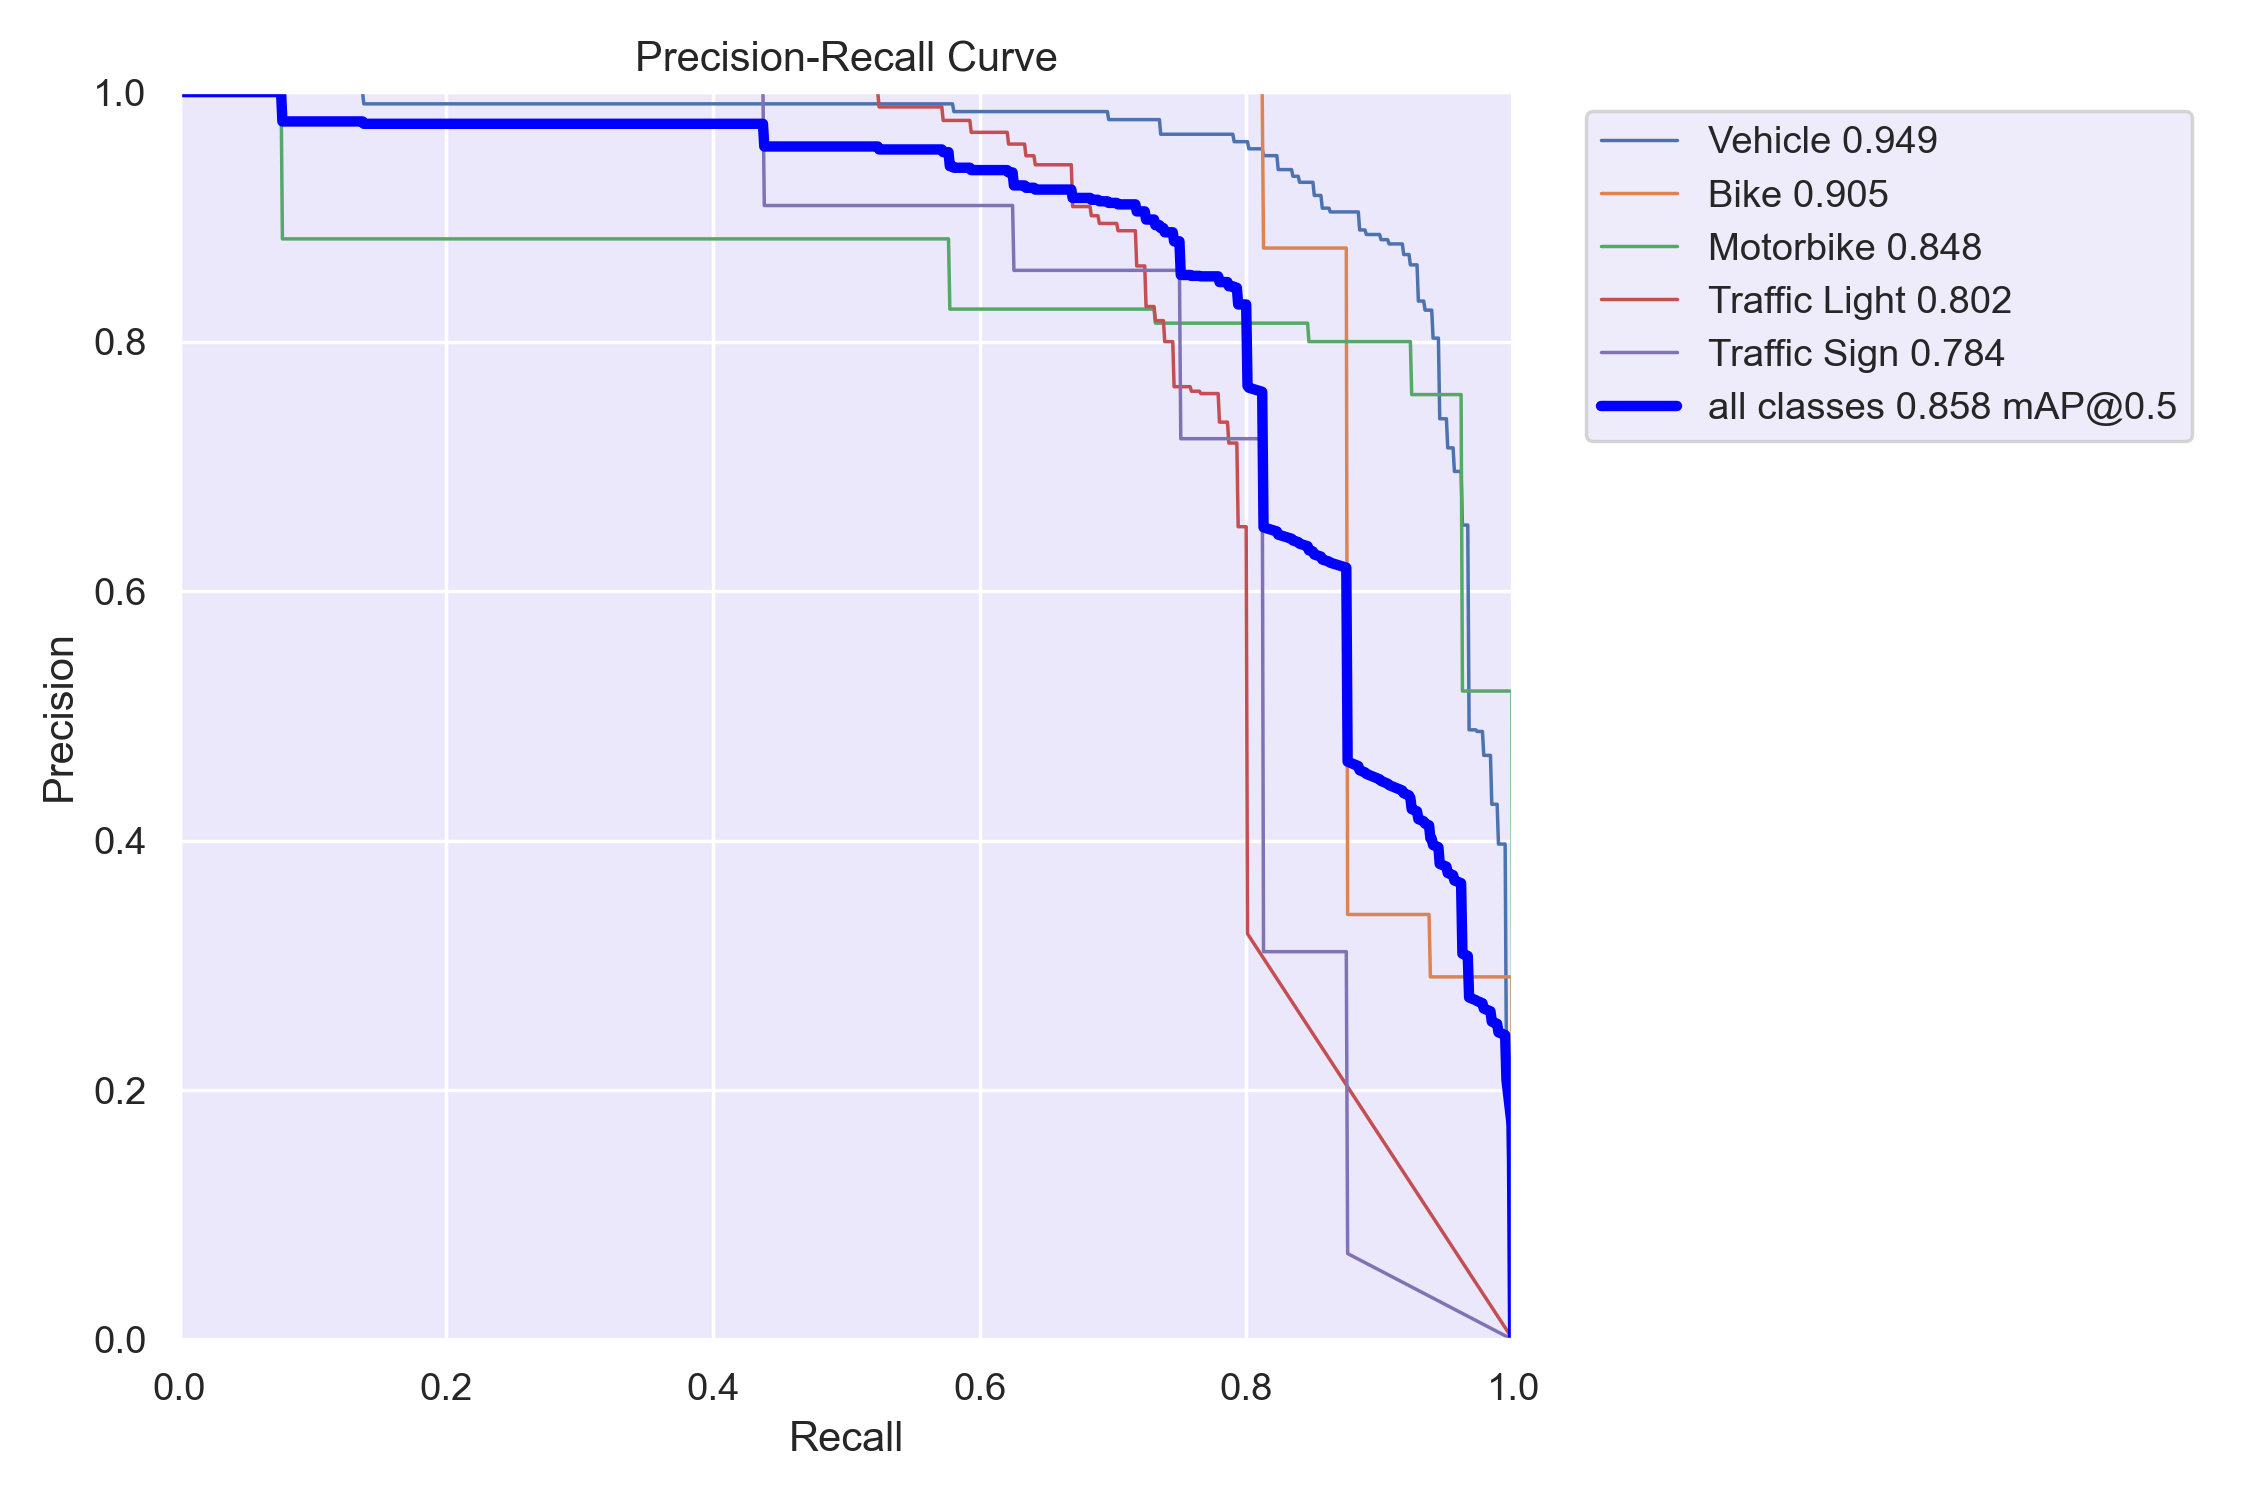 Precision-Recall Curve
1.0
0.8
0.6
0.4
0.2
0.0
Precision
0.0 0.2 0.4 0.6 0.8 1.0
Recall
Vehicle 0.949
Bike 0.905
Motorbike 0.848
Traffic Light 0.802
Traffic Sign 0.784
all classes 0.858 mAP@0.5